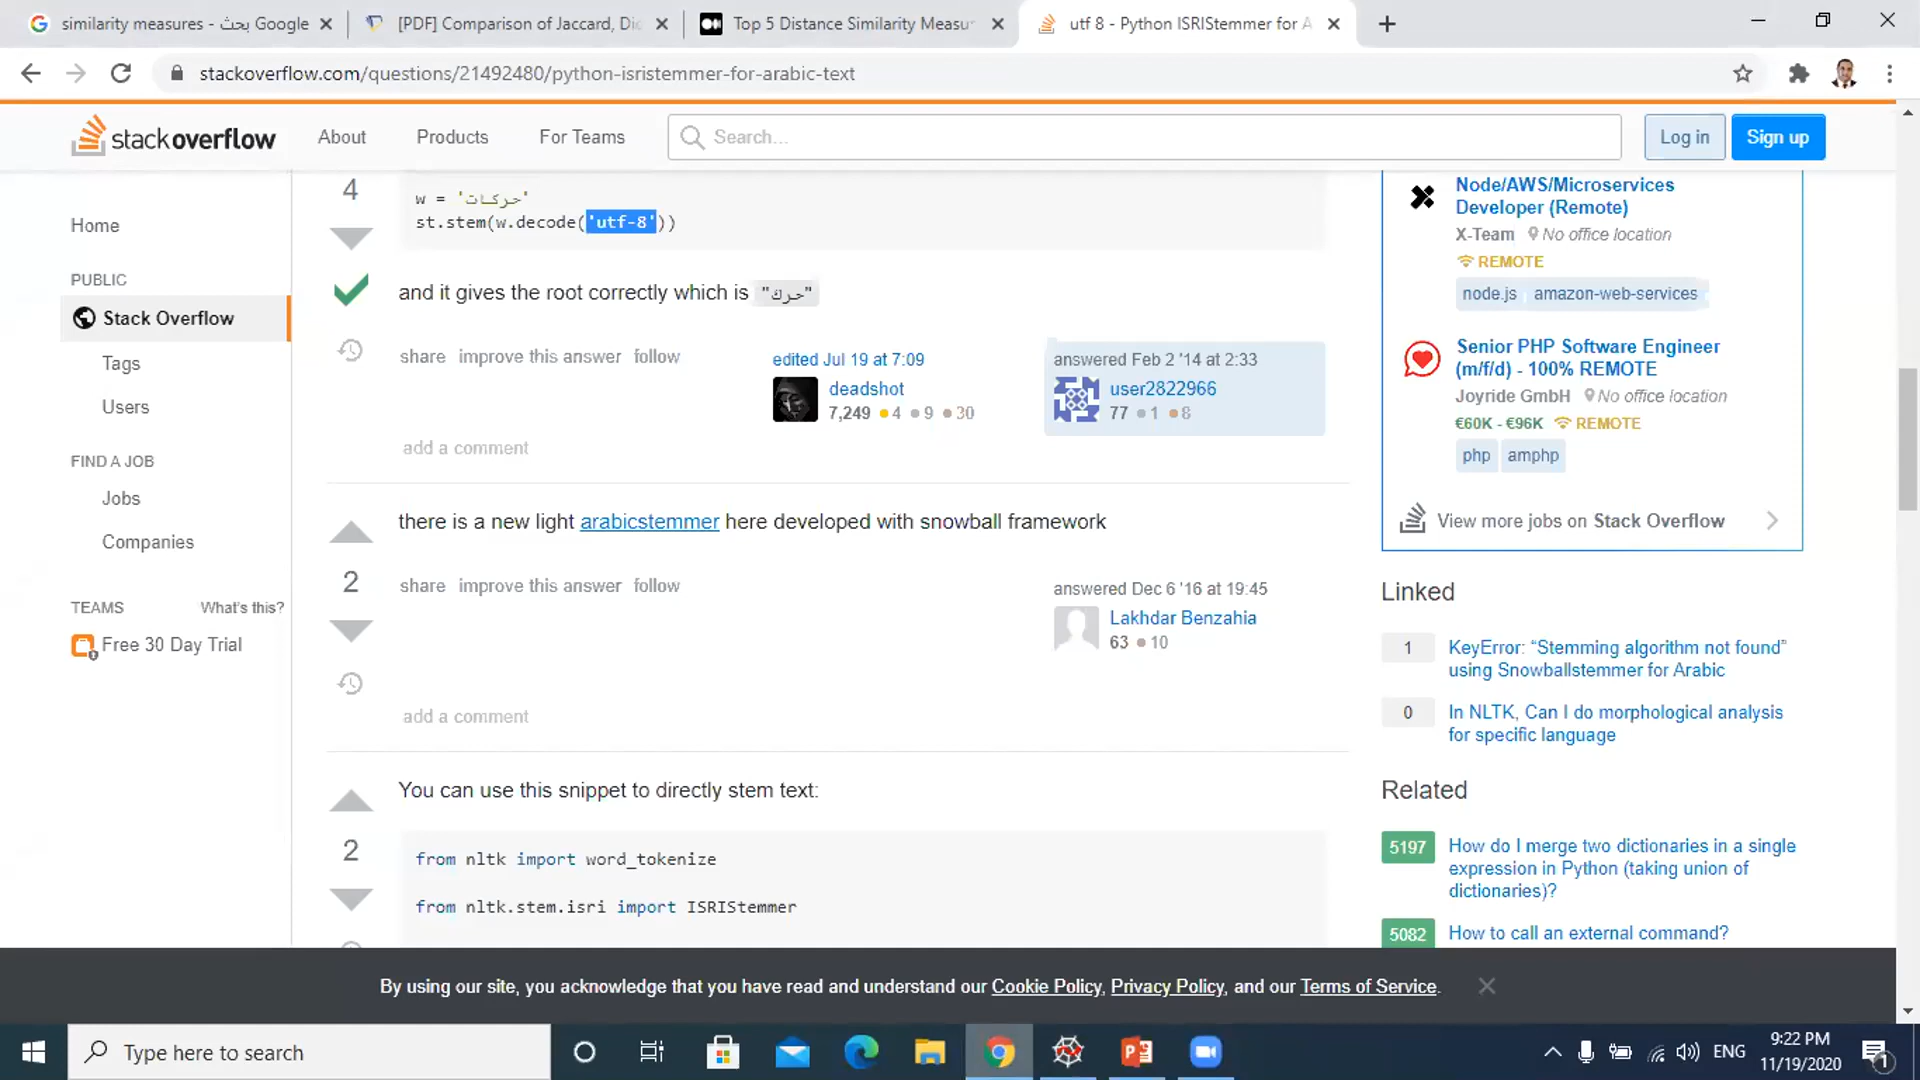 similarity measures - بحث Google
[PDF] Comparison of Jaccard, Dic
Top 5 Distance Similarity Measur
utf 8 - Python ISRIStemmer for A
stackoverflow.com/questions/21492480/python-isristemmer-for-arabic-text
stackoverflow
About
Products
For Teams
Search...
Log in
Sign up
Home
PUBLIC
Stack Overflow
Tags
Users
FIND A JOB
Jobs
Companies
TEAMS
What's this?
Free 30 Day Trial
4
w = 'حركات'
st.stem(w.decode('utf-8'))
and it gives the root correctly which is "حرك"
share improve this answer follow
edited Jul 19 at 7:09
deadshot
7,249 4 9 30
answered Feb 2 '14 at 2:33
user2822966
77 1 8
add a comment
there is a new light arabicstemmer here developed with snowball framework
2
share improve this answer follow
answered Dec 6 '16 at 19:45
Lakhdar Benzahia
63 10
add a comment
You can use this snippet to directly stem text:
2
from nltk import word_tokenize
from nltk.stem.isri import ISRIStemmer
Node/AWS/Microservices
Developer (Remote)
X-Team No office location
REMOTE
node.js amazon-web-services
Senior PHP Software Engineer
(m/f/d) - 100% REMOTE
Joyride GmbH No office location
€60K - €96K REMOTE
php amphp
View more jobs on Stack Overflow
Linked
1 KeyError: “Stemming algorithm not found”
using Snowballstemmer for Arabic
0 In NLTK, Can I do morphological analysis
for specific language
Related
5197 How do I merge two dictionaries in a single
expression in Python (taking union of
dictionaries)?
5082 How to call an external command?
By using our site, you acknowledge that you have read and understand our Cookie Policy, Privacy Policy, and our Terms of Service.
Type here to search
ENG
9:22 PM
11/19/2020
1